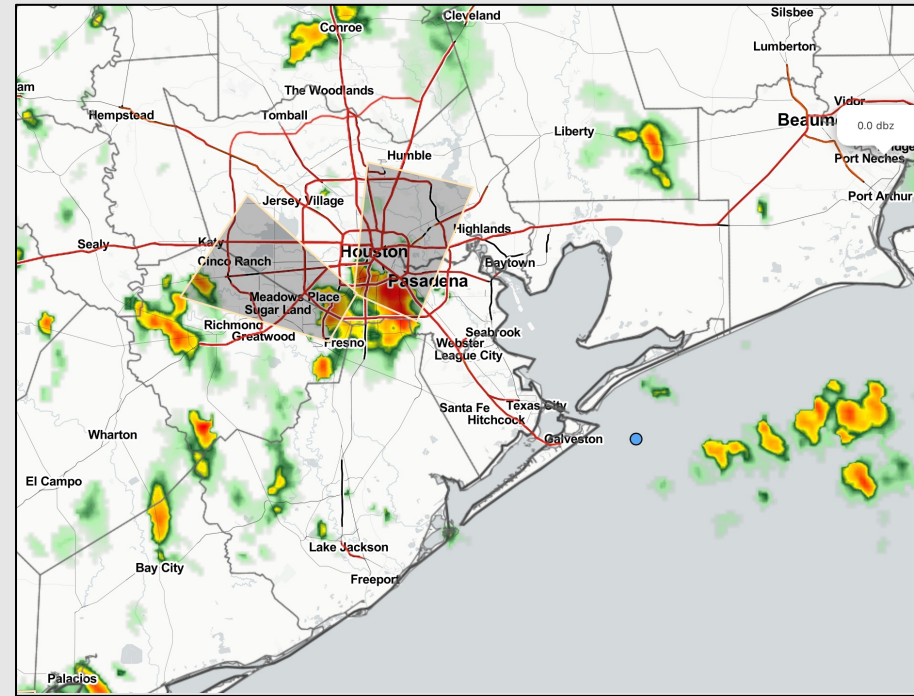 Silsbee
Cleveland
Conroe
Lumberton
am
The Woodlands
Vidor
Hempstead
Tomball
Beaum
0.0 dbz
Liberty
Humble
Port Neches
Port Arthur
Jersey Village
Highlands
Katy
Sealy
Houston
Cinco Ranch
Baytown
Pasadena
Meadows Place
Sugar Land
Richmond
Greatwood
Seabrook
Fresno
Webster
League City
Santa Fe
Texas City
Hitchcock
Wharton
Galveston
El Campo
Lake Jackson
Bay City
Freeport
Palacios